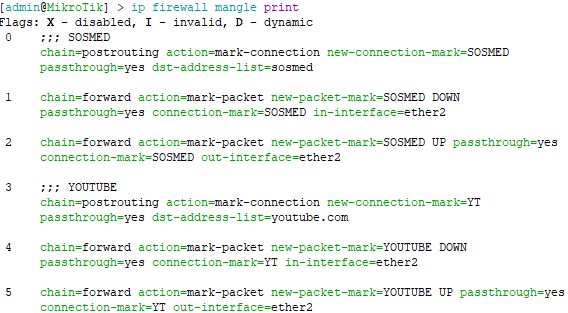 [admin@MikroTik] > ip firewall mangle print
Flags: X - disabled, I - invalid, D - dynamic
0 ;;; SOSMED
chain=postrouting action=mark-connection new-connection-mark=SOSMED
passthrough=yes dst-address-list=sosmed
1 chain=forward action=mark-packet new-packet-mark=SOSMED DOWN
passthrough=yes connection-mark=SOSMED in-interface=ether2
2 chain=forward action=mark-packet new-packet-mark=SOSMED UP passthrough=yes
connection-mark=SOSMED out-interface=ether2
3 ;;; YOUTUBE
chain=postrouting action=mark-connection new-connection-mark=YT
passthrough=yes dst-address-list=youtube.com
4 chain=forward action=mark-packet new-packet-mark=YOUTUBE DOWN
passthrough=yes connection-mark=YT in-interface=ether2
5 chain=forward action=mark-packet new-packet-mark=YOUTUBE UP passthrough=yes
connection-mark=YT out-interface=ether2